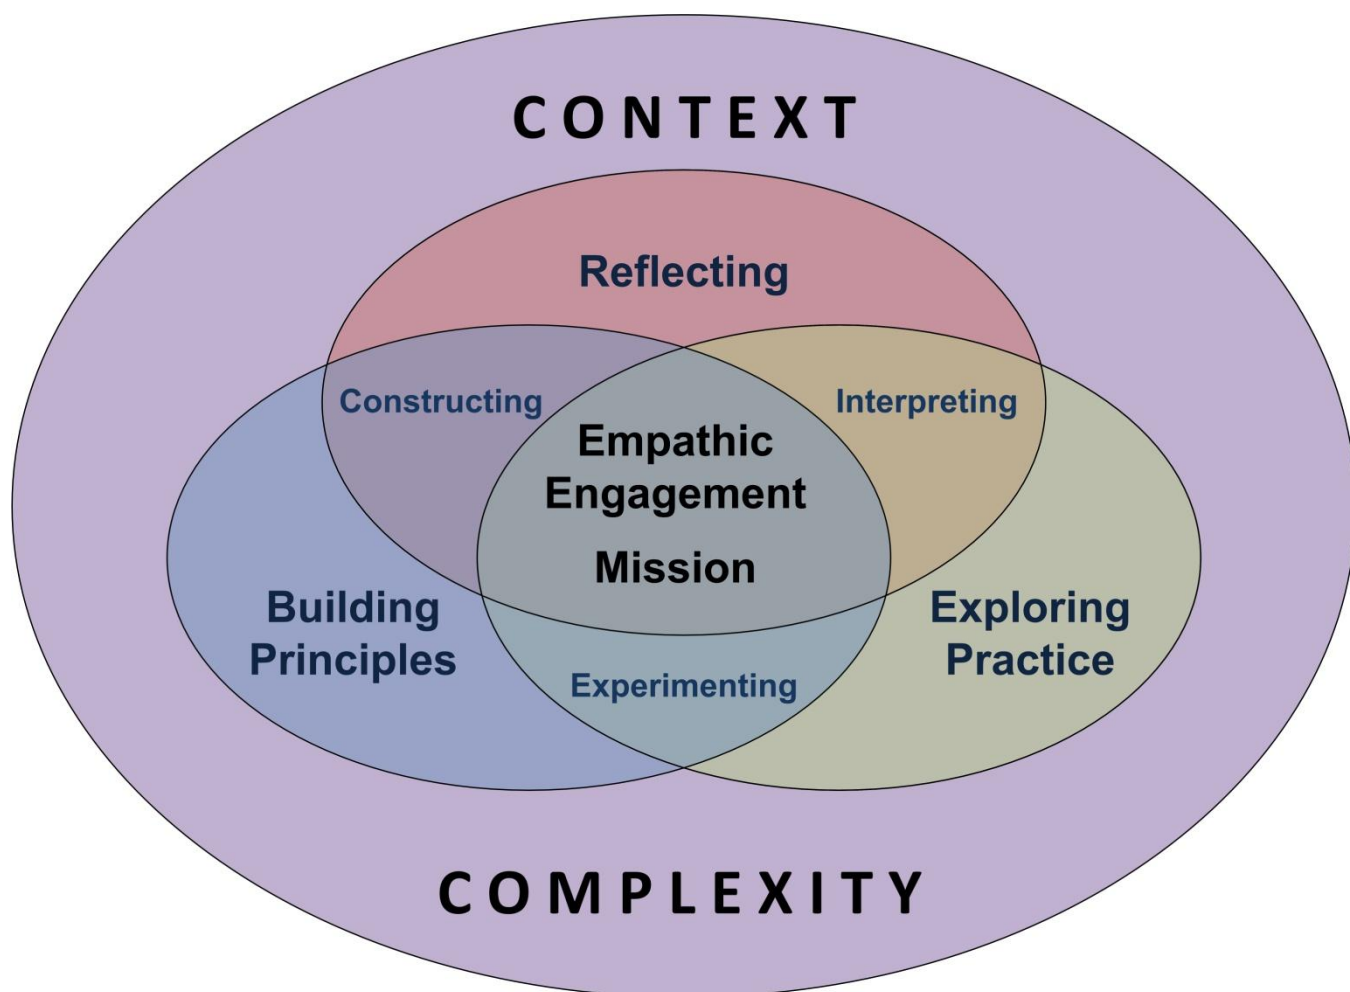 CONTEXT
Reflecting
Constructing
Interpreting
Empathic
Engagement
Mission
Building
Principles
Exploring
Practice
Experimenting
COMPLEXITY